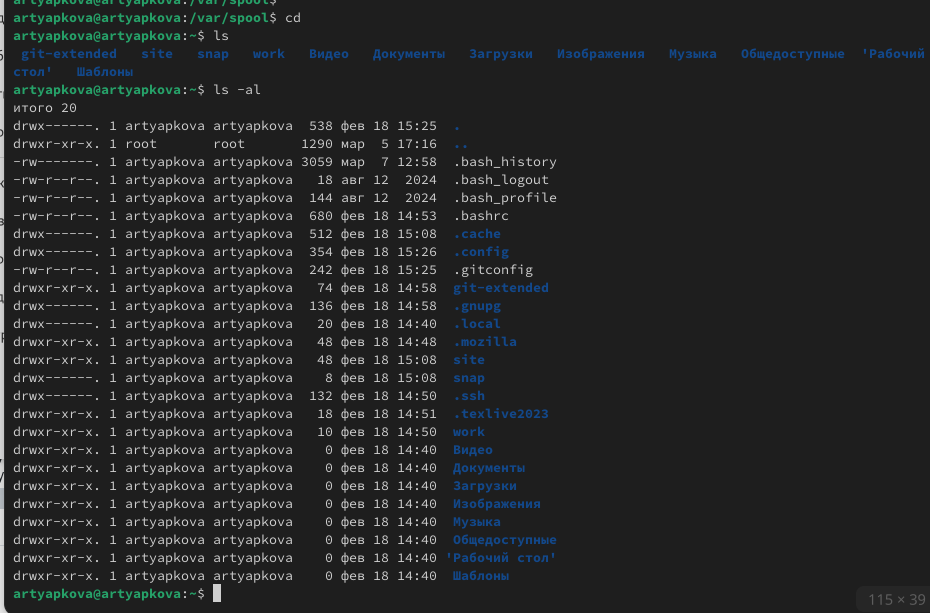 artyapkova@artyapkova:/var/spool$
artyapkova@artyapkova:/var/spool$ cd
artyapkova@artyapkova:~$ ls
git-extended site snap work Видео Документы Загрузки Изображения Музыка Общедоступные 'Рабочий
стол' Шаблоны
artyapkova@artyapkova:~$ ls -al
итого 20
drwx------. 1 artyapkova artyapkova 538 фев 18 15:25 .
drwxr-xr-x. 1 root root 1290 мар 5 17:16 ..
-rw-------. 1 artyapkova artyapkova 3059 мар 7 12:58 .bash_history
-rw-r--r--. 1 artyapkova artyapkova 18 авг 12 2024 .bash_logout
-rw-r--r--. 1 artyapkova artyapkova 144 авг 12 2024 .bash_profile
-rw-r--r--. 1 artyapkova artyapkova 680 фев 18 14:53 .bashrc
drwx------. 1 artyapkova artyapkova 512 фев 18 15:08 .cache
drwx------. 1 artyapkova artyapkova 354 фев 18 15:26 .config
-rw-r--r--. 1 artyapkova artyapkova 242 фев 18 15:25 .gitconfig
drwxr-xr-x. 1 artyapkova artyapkova 74 фев 18 14:58 git-extended
drwx------. 1 artyapkova artyapkova 136 фев 18 14:58 .gnupg
drwx------. 1 artyapkova artyapkova 20 фев 18 14:40 .local
drwxr-xr-x. 1 artyapkova artyapkova 48 фев 18 14:48 .mozilla
drwxr-xr-x. 1 artyapkova artyapkova 48 фев 18 15:08 site
drwx------. 1 artyapkova artyapkova 8 фев 18 15:08 snap
drwx------. 1 artyapkova artyapkova 132 фев 18 14:50 .ssh
drwxr-xr-x. 1 artyapkova artyapkova 18 фев 18 14:51 .texlive2023
drwxr-xr-x. 1 artyapkova artyapkova 10 фев 18 14:50 work
drwxr-xr-x. 1 artyapkova artyapkova 0 фев 18 14:40 Видео
drwxr-xr-x. 1 artyapkova artyapkova 0 фев 18 14:40 Документы
drwxr-xr-x. 1 artyapkova artyapkova 0 фев 18 14:40 Загрузки
drwxr-xr-x. 1 artyapkova artyapkova 0 фев 18 14:40 Изображения
drwxr-xr-x. 1 artyapkova artyapkova 0 фев 18 14:40 Музыка
drwxr-xr-x. 1 artyapkova artyapkova 0 фев 18 14:40 Общедоступные
drwxr-xr-x. 1 artyapkova artyapkova 0 фев 18 14:40 'Рабочий стол'
drwxr-xr-x. 1 artyapkova artyapkova 0 фев 18 14:40 Шаблоны
artyapkova@artyapkova:~$
115 × 39